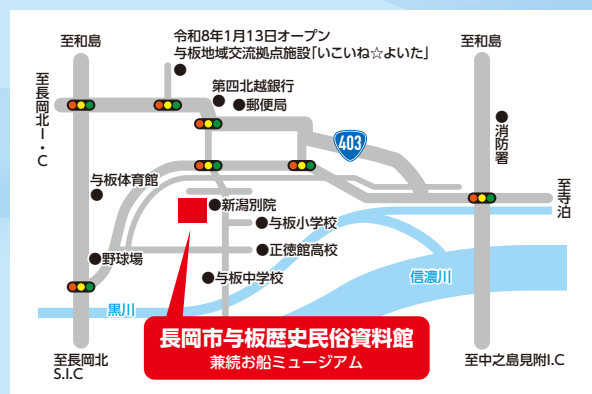 令和8年1月13日オープン
与板地域交流拠点施設「いこいね☆よいた」
至和島
至和島
至長岡北I・C
第四北越銀行
郵便局
403
消防署
与板体育館
至寺泊
新潟別院
与板小学校
正徳館高校
野球場
与板中学校
信濃川
黒川
長岡市与板歴史民俗資料館
兼続お船ミュージアム
至長岡北
S.I.C
至中之島見附I.C